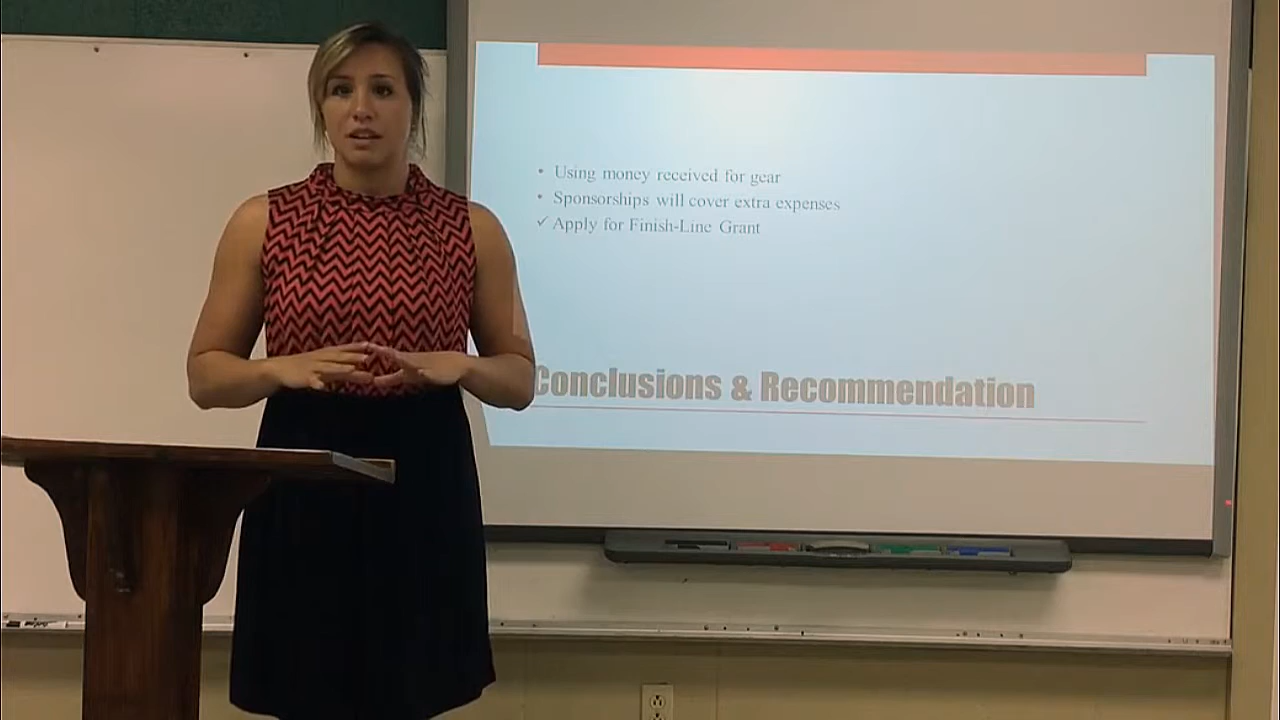 • Using money received for gear
• Sponsorships will cover extra expenses
✓ Apply for Finish-Line Grant
Conclusions & Recommendation